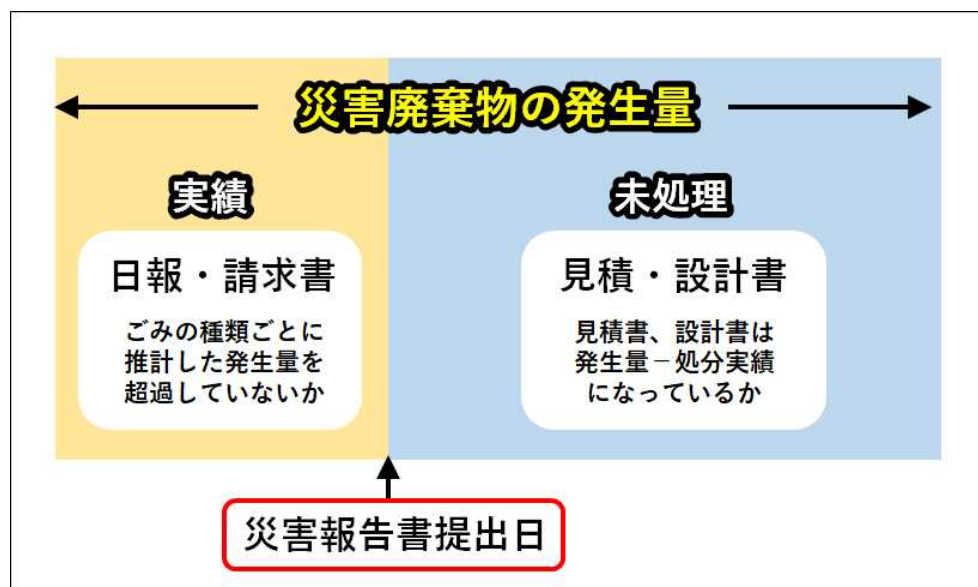 災害廃棄物の発生量
実績
未処理
日報・請求書
ごみの種類ごとに
推計した発生量を
超過していないか
見積・設計書
見積書、設計書は
発生量－処分実績
になっているか
災害報告書提出日